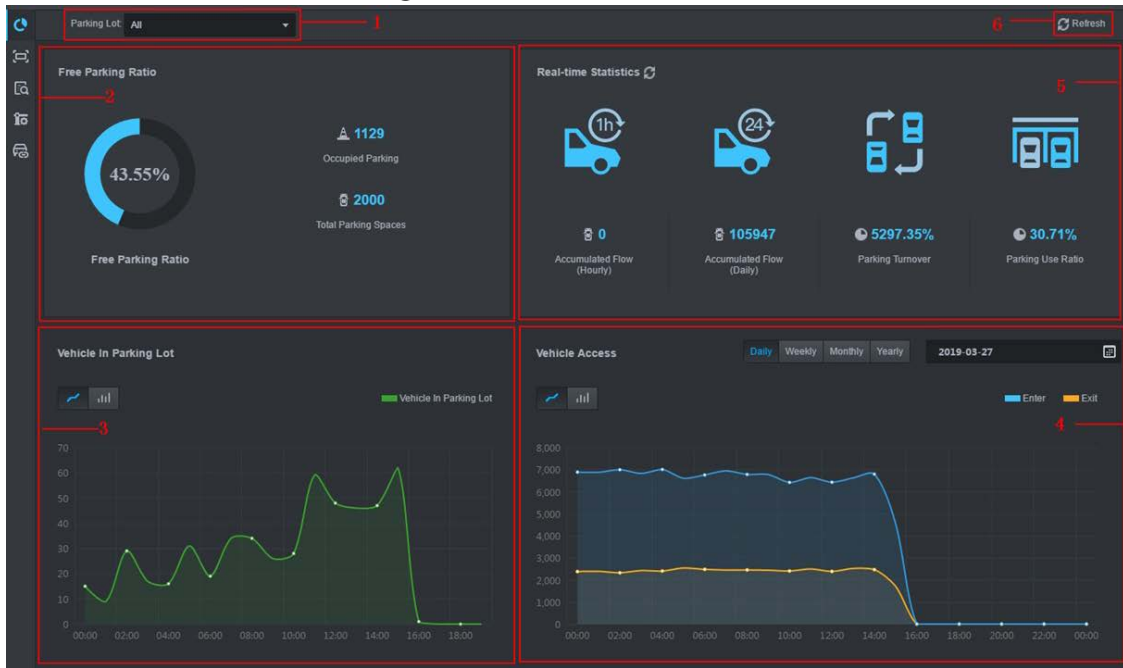 Parking Lot: All
1
6
Refresh
Free Parking Ratio
2
43.55%
1129
Occupied Parking
2000
Total Parking Spaces
Free Parking Ratio
Real-time Statistics
5
1h
24
0
Accumulated Flow
(Hourly)
105947
Accumulated Flow
(Daily)
5297.35%
Parking Turnover
30.71%
Parking Use Ratio
Vehicle In Parking Lot
Vehicle In Parking Lot
3
70
60
50
40
30
20
10
0
00:00 02:00 04:00 06:00 08:00 10:00 12:00 14:00 16:00 18:00
Vehicle Access
Daily Weekly Monthly Yearly
2019-03-27
Enter Exit
4
8,000
7,000
6,000
5,000
4,000
3,000
2,000
1,000
0
00:00 02:00 04:00 06:00 08:00 10:00 12:00 14:00 16:00 18:00 20:00 22:00 00:00